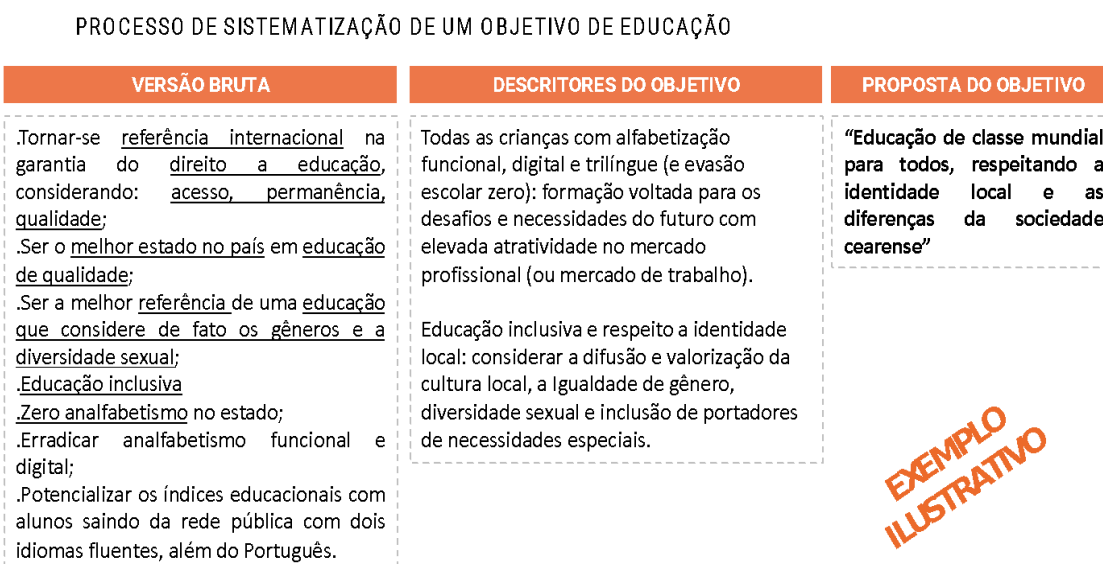 PROCESSO DE SISTEMATIZAÇÃO DE UM OBJETIVO DE EDUCAÇÃO
VERSÃO BRUTA
.Tornar-se referência internacional na
garantia do direito a educação,
considerando: acesso, permanência,
qualidade;
.Ser o melhor estado no país em educação
de qualidade;
.Ser a melhor referência de uma educação
que considere de fato os gêneros e a
diversidade sexual;
.Educação inclusiva
.Zero analfabetismo no estado;
.Erradicar analfabetismo funcional e
digital;
.Potencializar os índices educacionais com
alunos saindo da rede pública com dois
idiomas fluentes, além do Português.
DESCRITORES DO OBJETIVO
Todas as crianças com alfabetização
funcional, digital e trilíngue (e evasão
escolar zero): formação voltada para os
desafios e necessidades do futuro com
elevada atratividade no mercado
profissional (ou mercado de trabalho).
Educação inclusiva e respeito a identidade
local: considerar a difusão e valorização da
cultura local, a Igualdade de gênero,
diversidade sexual e inclusão de portadores
de necessidades especiais.
PROPOSTA DO OBJETIVO
“Educação de classe mundial
para todos, respeitando a
identidade local e as
diferenças da sociedade
cearense”
EXEMPLO
ILUSTRATIVO